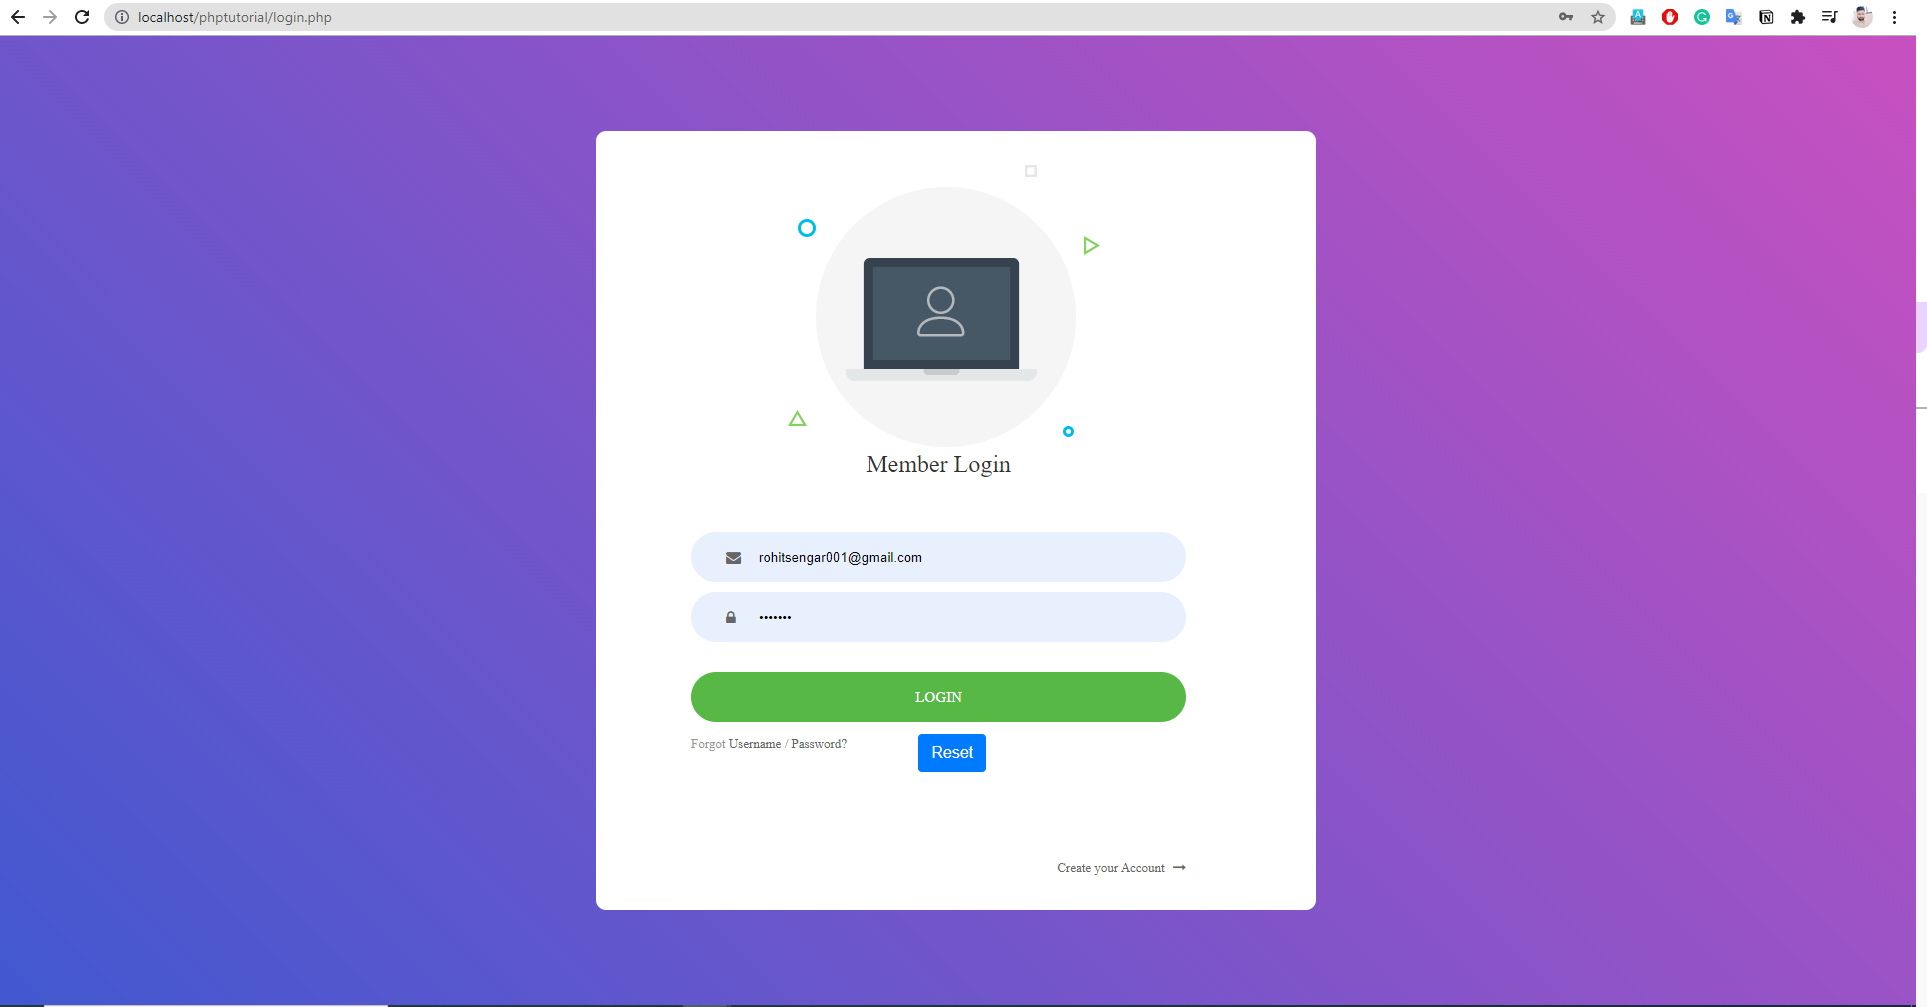 localhost/phptutorial/login.php
Member Login
rohitsengar001@gmail.com
•••••••
LOGIN
Forgot Username / Password?
Reset
Create your Account